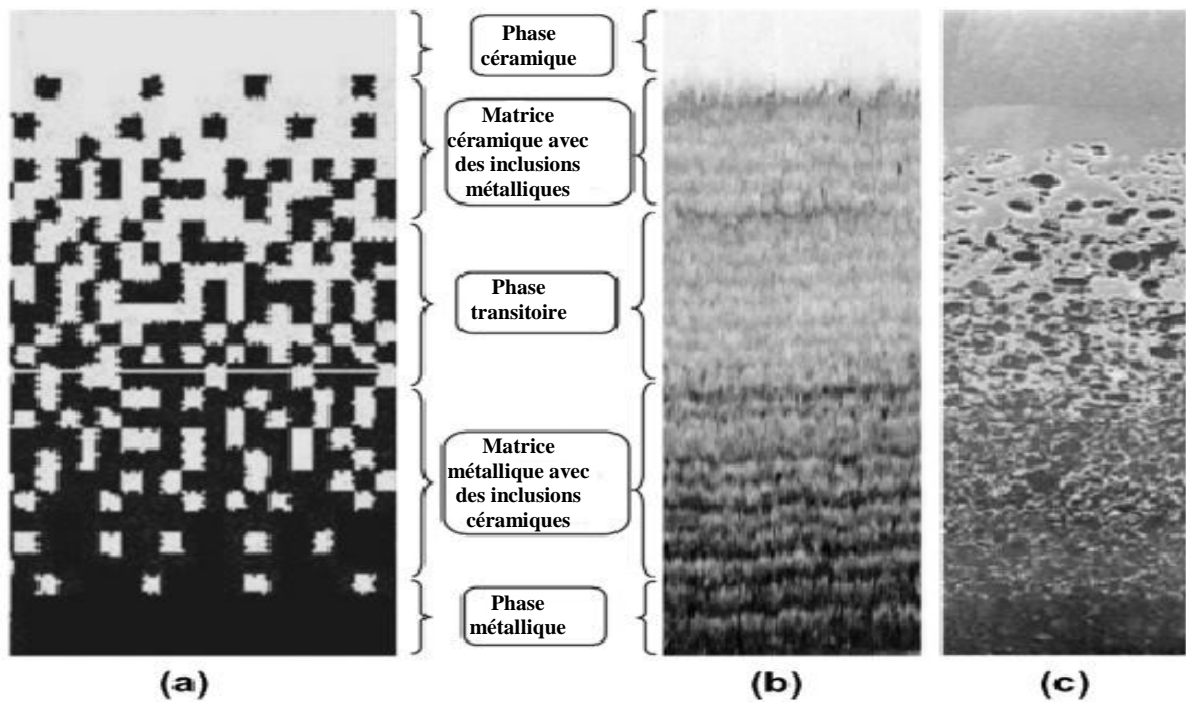 Phase
céramique
Matrice
céramique avec
des inclusions
métalliques
Phase
transitoire
Matrice
métallique avec
des inclusions
céramiques
Phase
métallique
(a)
(b)
(c)